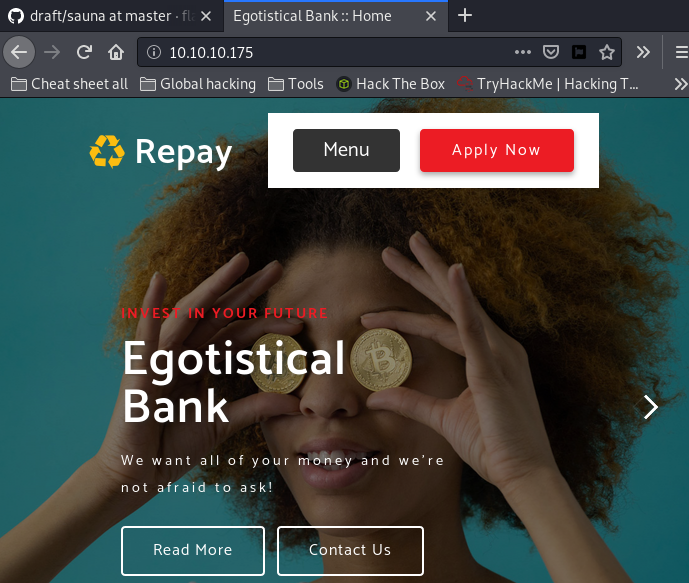 draft/sauna at master · fl
Egotistical Bank :: Home
10.10.10.175
Cheat sheet all
Global hacking
Tools
Hack The Box
TryHackMe | Hacking T...
Repay
Menu
Apply Now
INVEST IN YOUR FUTURE
Egotistical
Bank
We want all of your money and we're
not afraid to ask!
Read More
Contact Us